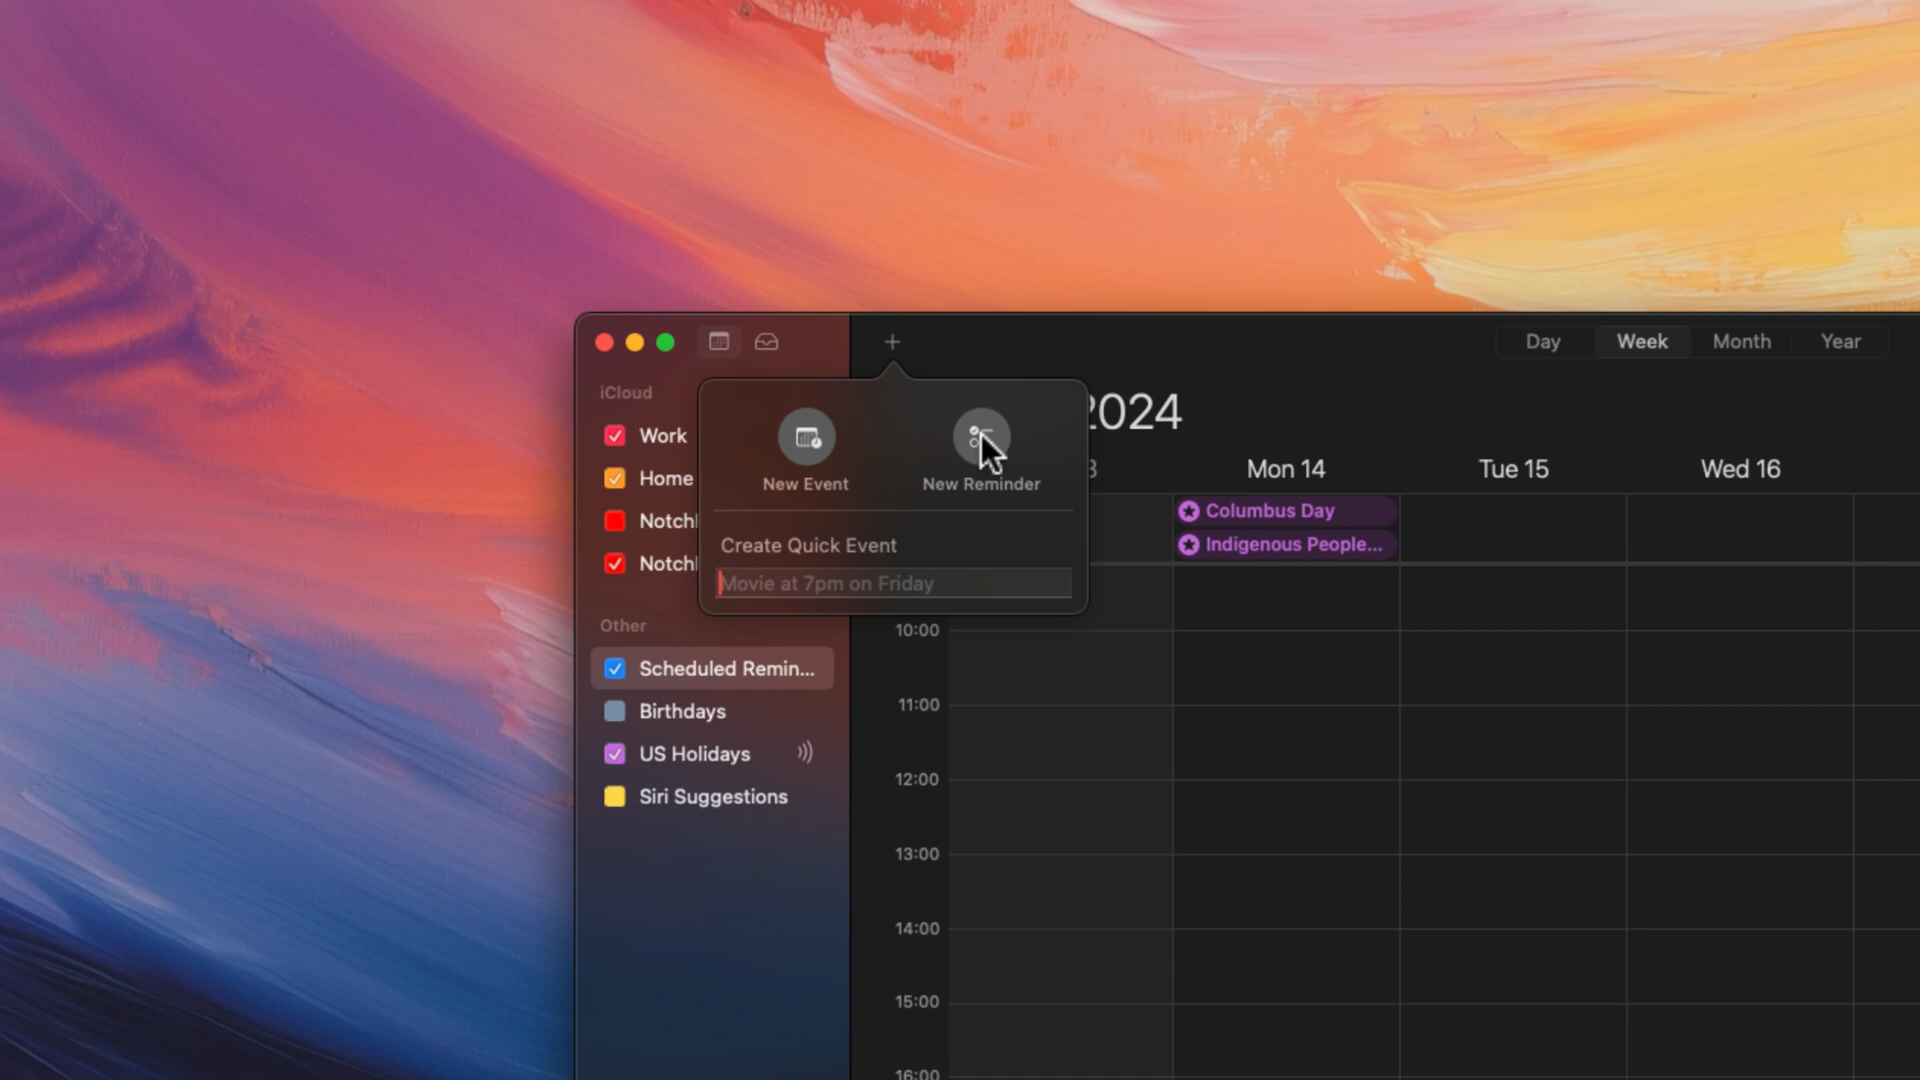 Day
Week
Month
Year
iCloud
Work
Home
Other
Scheduled Remin...
Birthdays
US Holidays
Siri Suggestions
New Event
New Reminder
Create Quick Event
Movie at 7pm on Friday
2024
Mon 14
Tue 15
Wed 16
Columbus Day
Indigenous People...
10:00
11:00
12:00
13:00
14:00
15:00
16:00